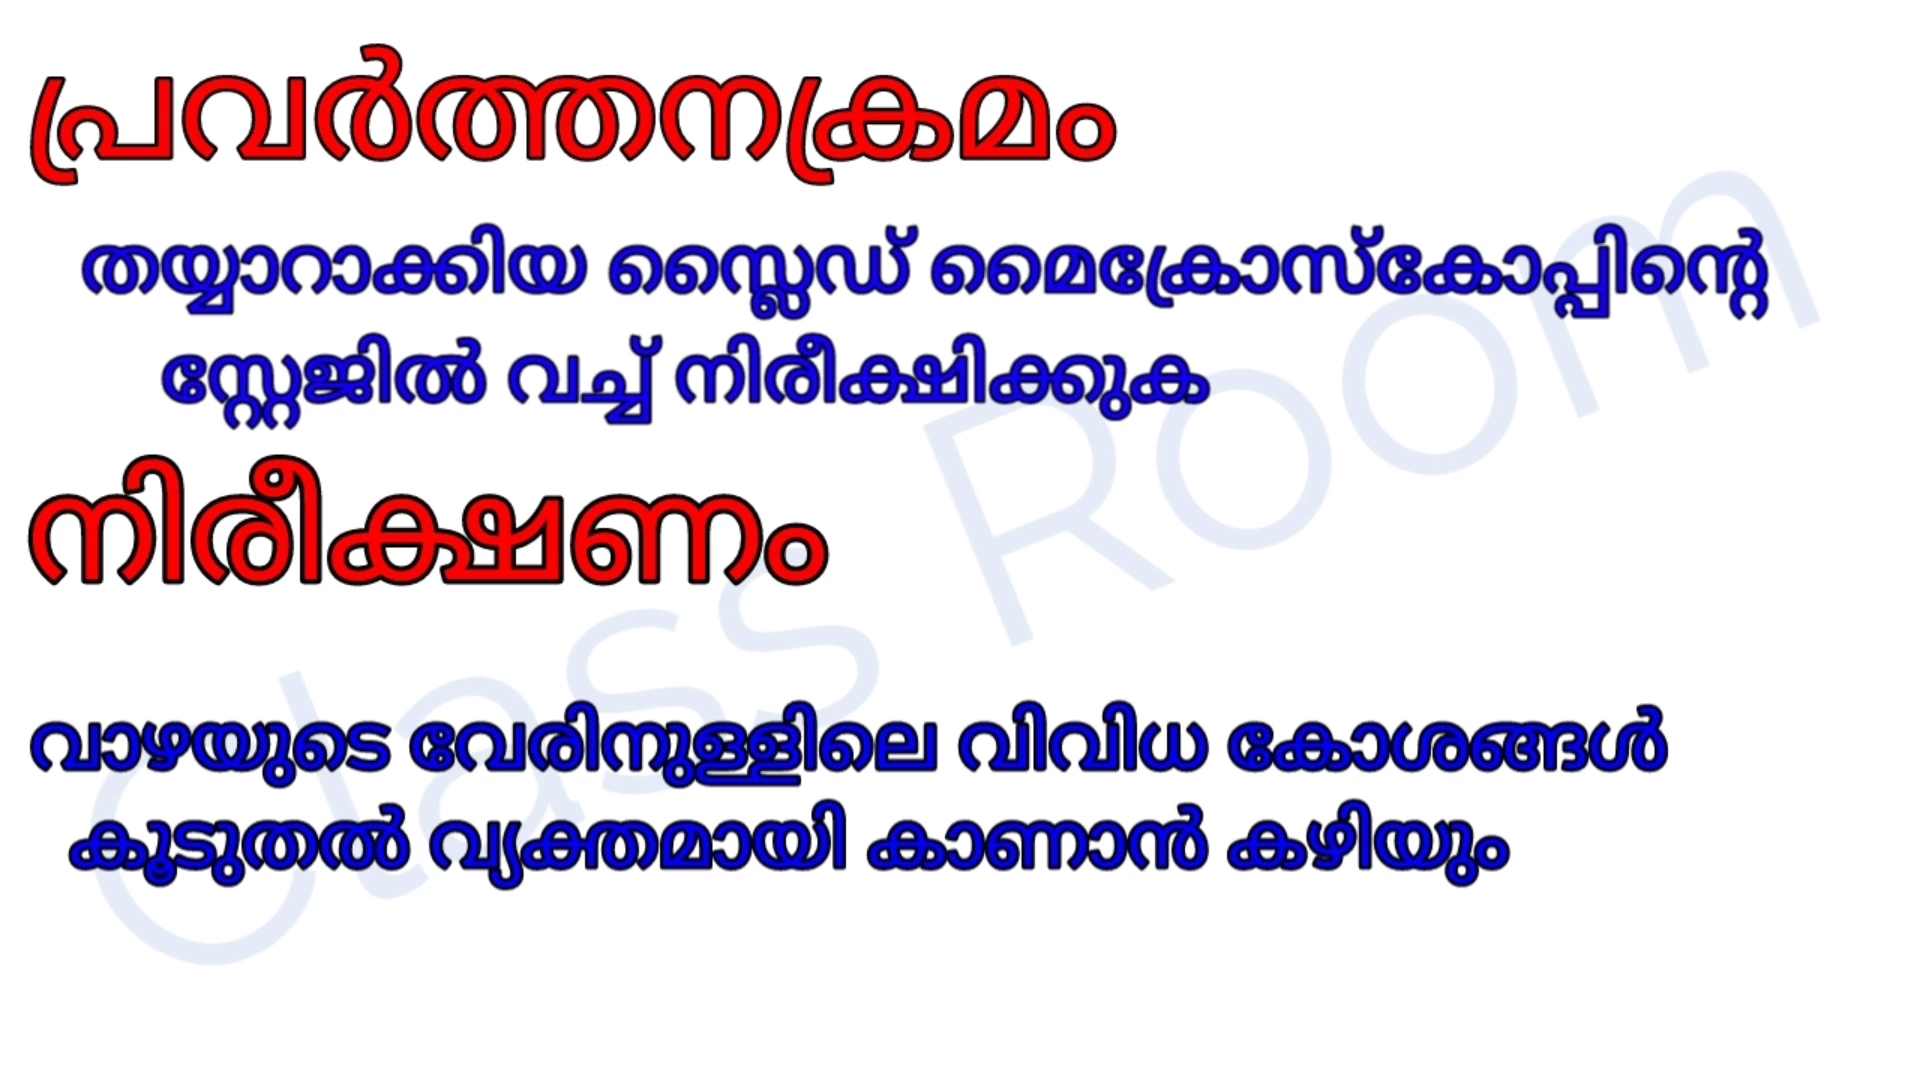 പ്രവർത്തനക്രമം
തയ്യാറാക്കിയ സ്ലൈഡ് മൈക്രോസ്കോപ്പിന്റെ
സ്റ്റേജിൽ വച്ച് നിരീക്ഷിക്കുക
നിരീക്ഷണം
വാഴയുടെ വേരിനുള്ളിലെ വിവിധ കോശങ്ങൾ
കൂടുതൽ വ്യക്തമായി കാണാൻ കഴിയും
Class Room